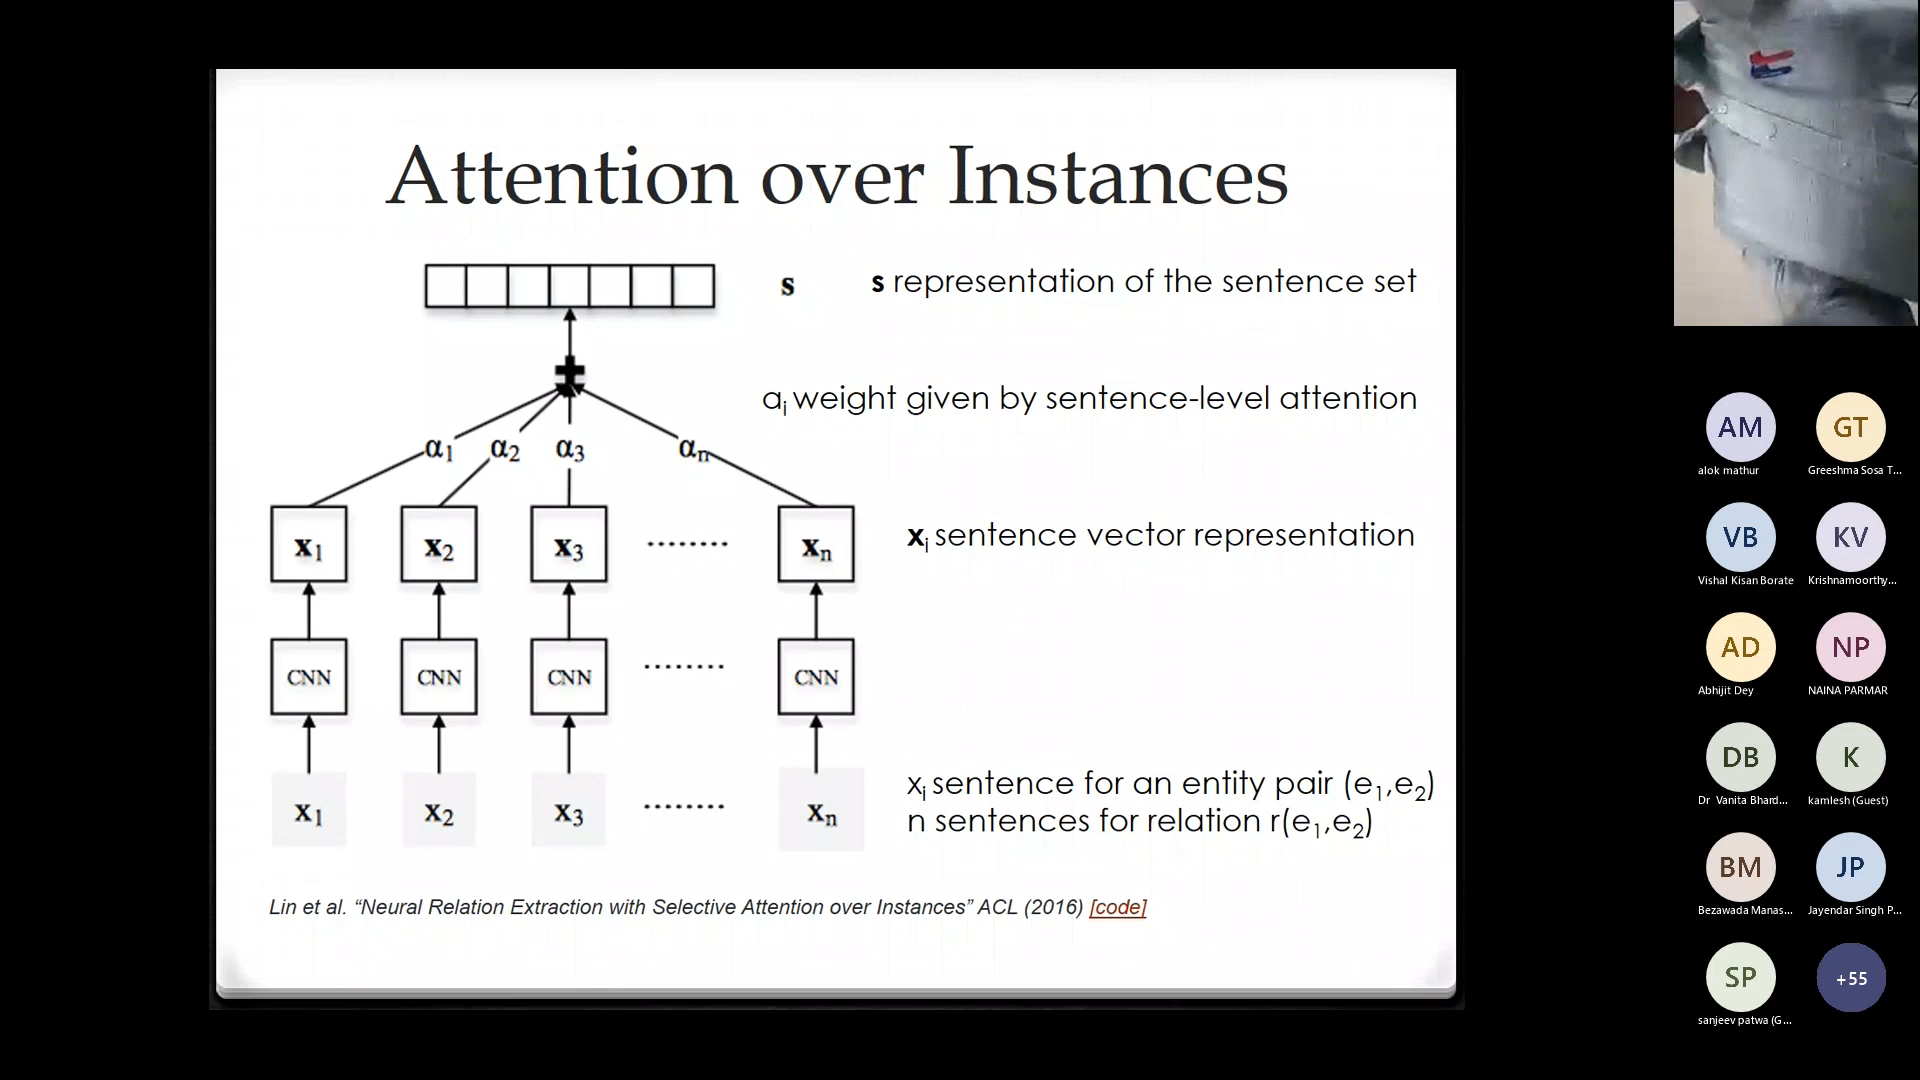 Attention over Instances
s
s representation of the sentence set
αi weight given by sentence-level attention
α1 α2 α3 αn
x1 x2 x3 ........ xn
xi sentence vector representation
CNN CNN CNN ........ CNN
x1 x2 x3 ........ xn
xi sentence for an entity pair (e1,e2)
n sentences for relation r(e1,e2)
Lin et al. “Neural Relation Extraction with Selective Attention over Instances” ACL (2016) [code]
AM GT
alok mathur Greeshma Sosa T...
VB KV
Vishal Kisan Borate Krishnamoorthy...
AD NP
Abhijit Dey NAINA PARMAR
DB K
Dr Vanita Bhard... kamlesh (Guest)
BM JP
Bezawada Manas... Jayendar Singh P...
SP +55
sanjeev patwa (G...